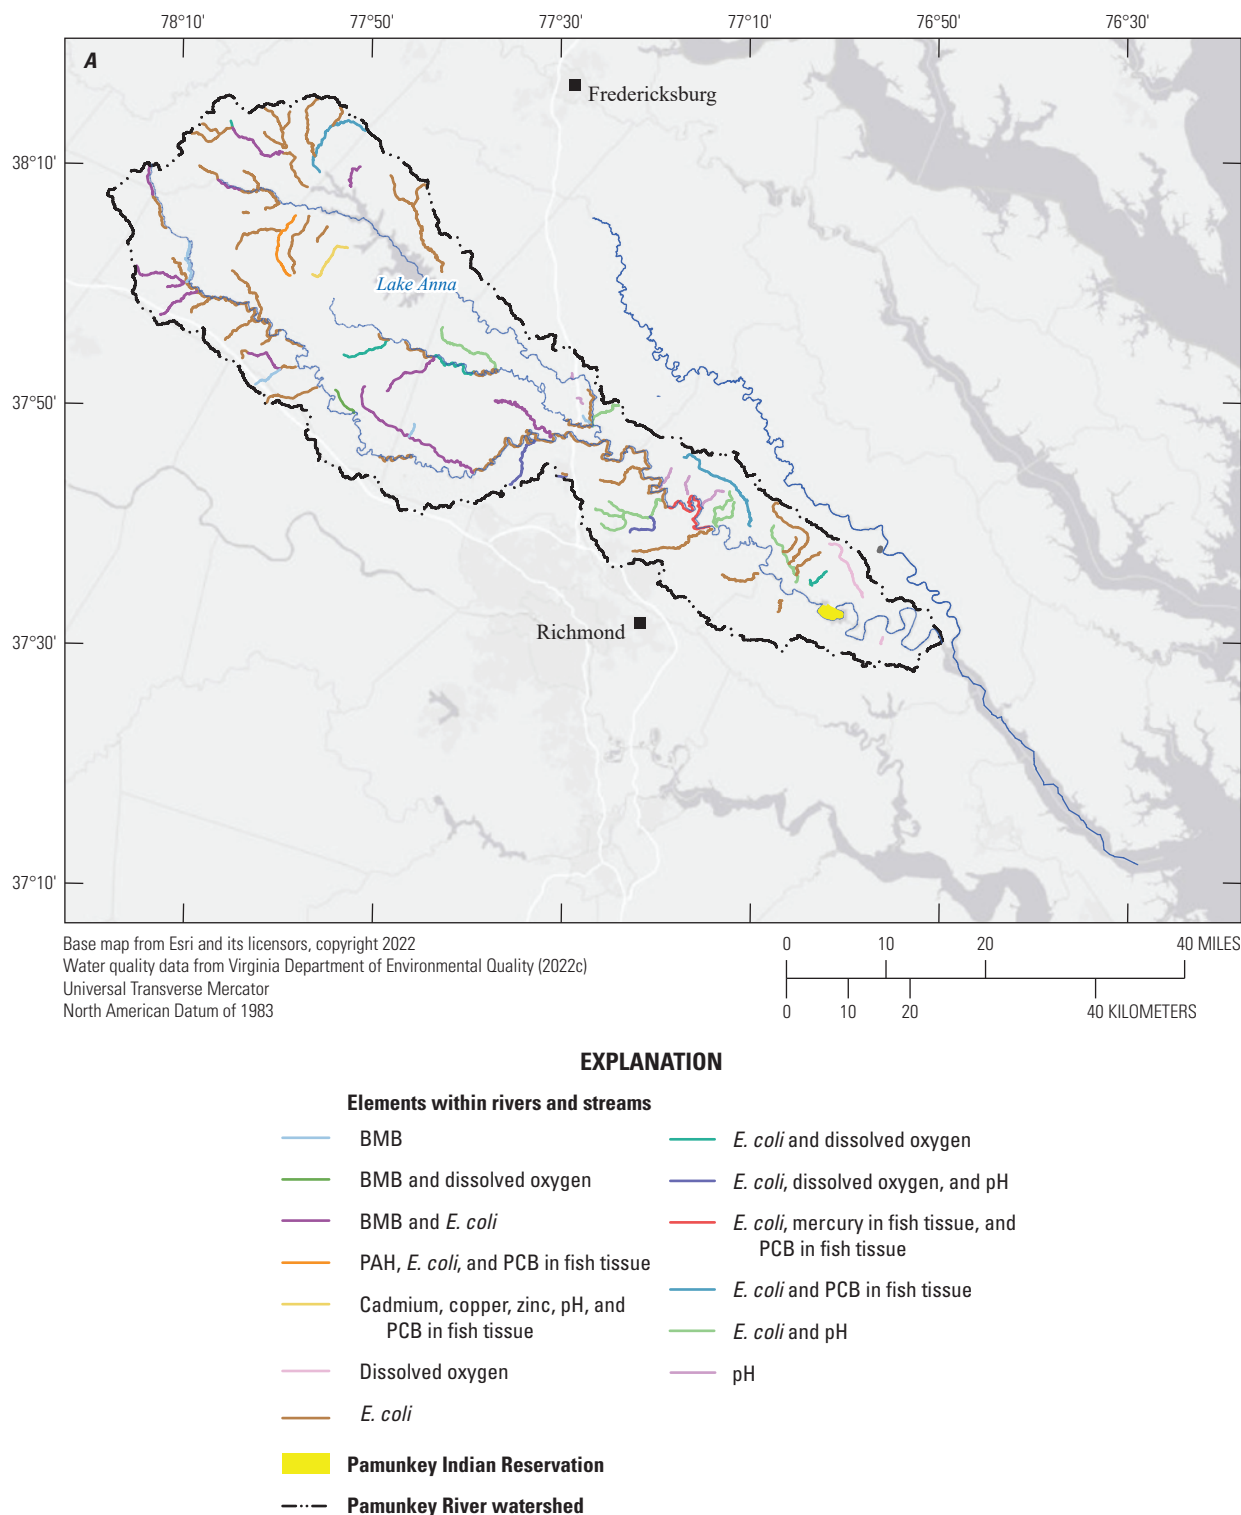 78°10' 77°50' 77°30' 77°10' 76°50' 76°30'
A
Fredericksburg
38°10'
Lake Anna
37°50'
Richmond
37°30'
37°10'
Base map from Esri and its licensors, copyright 2022
Water quality data from Virginia Department of Environmental Quality (2022c)
Universal Transverse Mercator
North American Datum of 1983
0 10 20 40 MILES
0 10 20 40 KILOMETERS
EXPLANATION
Elements within rivers and streams
BMB
BMB and dissolved oxygen
BMB and E. coli
PAH, E. coli, and PCB in fish tissue
Cadmium, copper, zinc, pH, and
PCB in fish tissue
Dissolved oxygen
E. coli
E. coli and dissolved oxygen
E. coli, dissolved oxygen, and pH
E. coli, mercury in fish tissue, and
PCB in fish tissue
E. coli and PCB in fish tissue
E. coli and pH
pH
Pamunkey Indian Reservation
Pamunkey River watershed